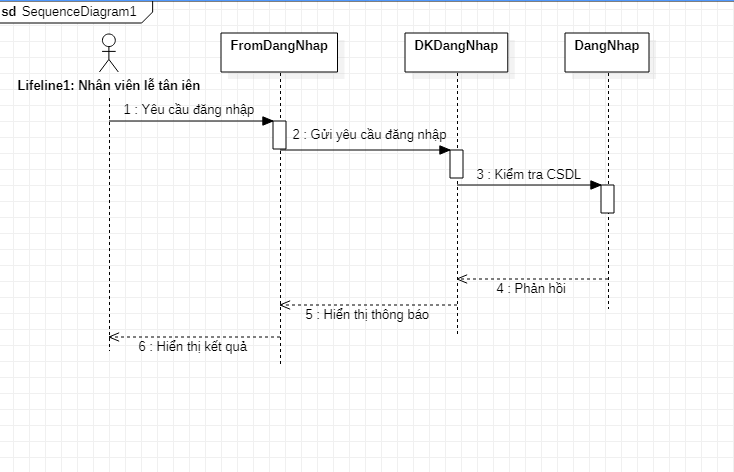 sd SequenceDiagram1
FromDangNhap
DKDangNhap
DangNhap
Lifeline1: Nhân viên lễ tân iên
1 : Yêu cầu đăng nhập
2 : Gửi yêu cầu đăng nhập
3 : Kiểm tra CSDL
4 : Phản hồi
5 : Hiển thị thông báo
6 : Hiển thị kết quả